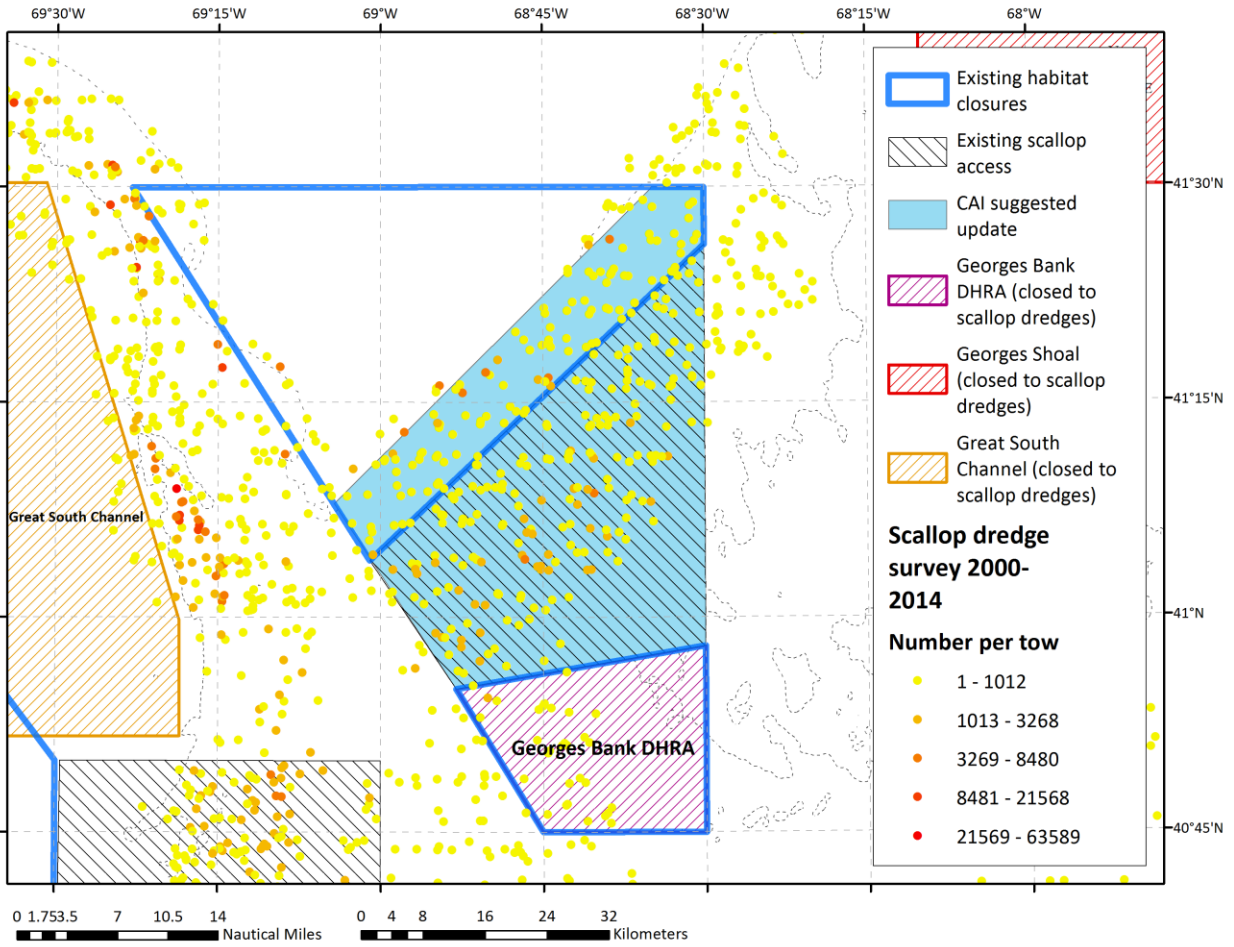 69°30'W 69°15'W 69°W 68°45'W 68°30'W 68°15'W 68°W
Existing habitat
closures
Existing scallop
access
CAI suggested
update
Georges Bank
DHRA (closed to
scallop dredges)
Georges Shoal
(closed to scallop
dredges)
Great South
Channel (closed to
scallop dredges)
Scallop dredge
survey 2000-
2014
Number per tow
1 - 1012
1013 - 3268
3269 - 8480
8481 - 21568
21569 - 63589
41°30'N
41°15'N
41°N
40°45'N
Great South Channel
Georges Bank DHRA
0 1.753.5 7 10.5 14
Nautical Miles
0 4 8 16 24 32
Kilometers